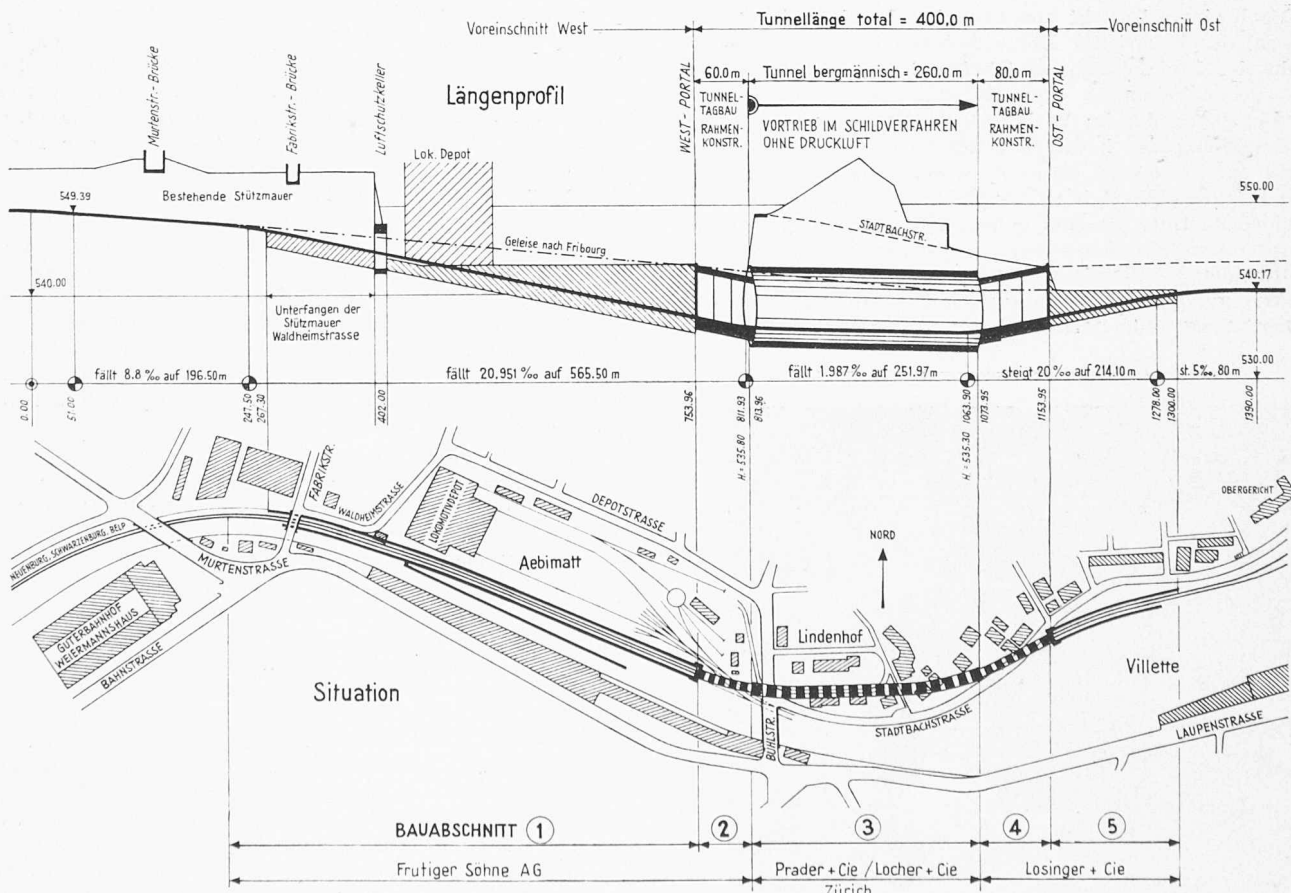 Voreinschnitt West
Tunnellänge total = 400.0 m
Voreinschnitt Ost
60.0 m
Tunnel bergmännisch = 260.0 m
80.0 m
WEST - PORTAL
TUNNEL-
TAGBAU
RAHMEN-
KONSTR.
VORTRIEB IM SCHILDVERFAHREN
OHNE DRUCKLUFT
TUNNEL-
TAGBAU
RAHMEN-
KONSTR.
OST - PORTAL
Längenprofil
Murtenstr. - Brücke
Fabrikstr. - Brücke
Luftschutzkeller
Lok. Depot
549.39
Bestehende Stützmauer
550.00
STADTBACHSTR.
Geleise nach Fribourg
540.00
540.17
Unterfangen der
Stützmauer
Waldheimstrasse
530.00
fällt 8.8 ‰ auf 196.50 m
fällt 20,951 ‰ auf 565.50 m
fällt 1.987 ‰ auf 251.97 m
steigt 20 ‰ auf 214.10 m
st. 5‰, 80 m
0.00
51.00
247.50
267.30
402.00
753.96
811.93
813.96
1063.90
1073.95
1153.95
1278.00
1300.00
1390.00
H = 535.80
H = 535.30
FABRIKSTR.
WALDHEIMSTRASSE
LOKOMOTIVDEPOT
DEPOTSTRASSE
OBERGERICHT
NORD
NEUENBURG, SCHWARZENBURG, BELP
MURTENSTRASSE
Aebimatt
GÜTERBAHNHOF
WEIERMANNSHAUS
BAHNSTRASSE
Lindenhof
Situation
Villette
BÜHLSTR.
STADTBACHSTRASSE
LAUPENSTRASSE
BAUABSCHNITT 1
2
3
4
5
Frutiger Söhne AG
Prader + Cie / Locher + Cie
Zürich
Losinger + Cie